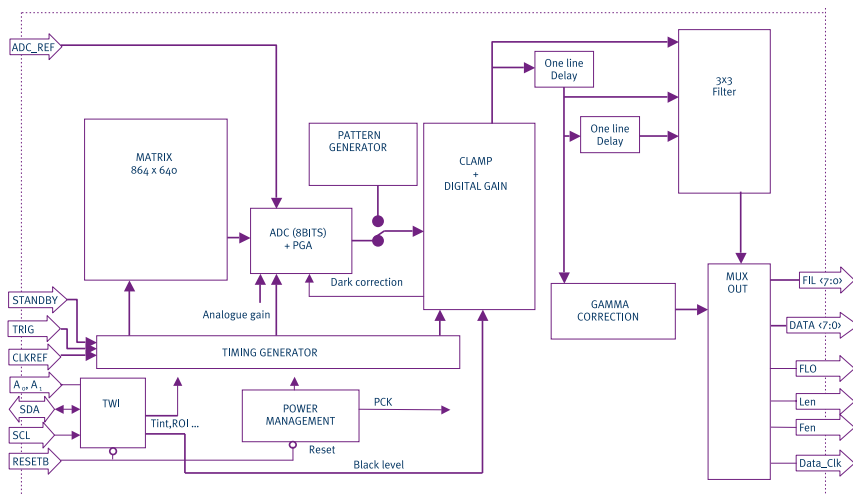 ADC_REF
One line
Delay
3x3
Filter
PATTERN
GENERATOR
MATRIX
864 x 640
CLAMP
+
DIGITAL GAIN
One line
Delay
ADC (8BITS)
+ PGA
Dark correction
MUX
OUT
FIL <7:0>
STANDBY
Analogue gain
GAMMA
CORRECTION
DATA <7:0>
TRIG
TIMING GENERATOR
CLKREF
FLO
A0, A1
TWI
SDA
POWER
MANAGEMENT
PCK
Len
Tint,ROI ...
SCL
Fen
Reset
RESETB
Black level
Data_Clk